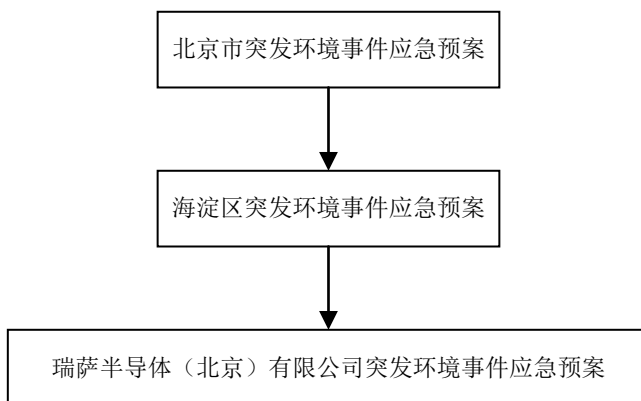 北京市突发环境事件应急预案
海淀区突发环境事件应急预案
瑞萨半导体（北京）有限公司突发环境事件应急预案